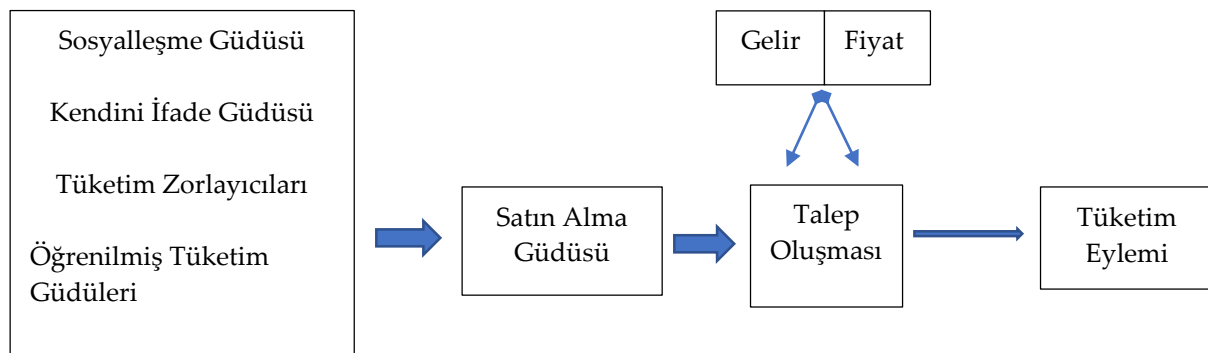 Sosyalleşme Güdüsü
Kendini İfade Güdüsü
Tüketim Zorlayıcıları
Öğrenilmiş Tüketim
Güdüleri
Satın Alma
Güdüsü
Gelir
Fiyat
Talep
Oluşması
Tüketim
Eylemi